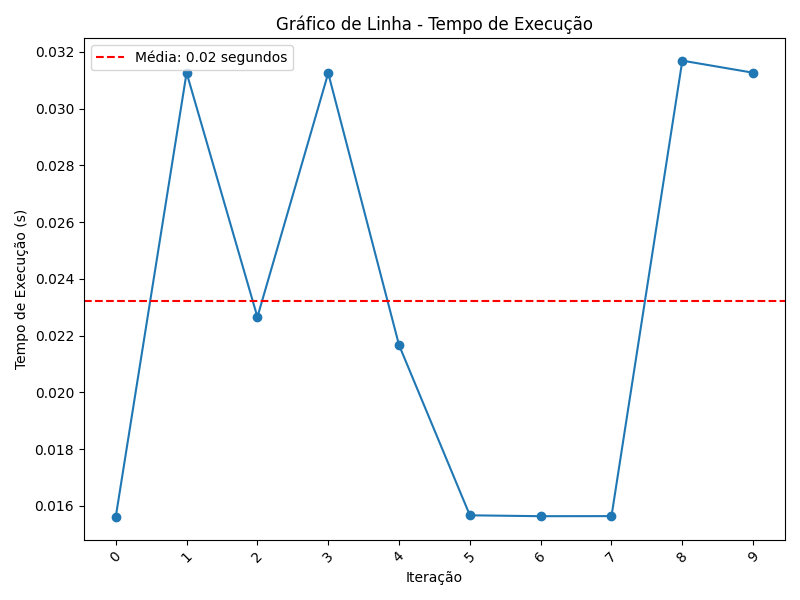 Gráfico de Linha - Tempo de Execução
Média: 0.02 segundos
0.032
0.030
0.028
0.026
0.024
0.022
0.020
0.018
0.016
Tempo de Execução (s)
0 1 2 3 4 5 6 7 8 9
Iteração